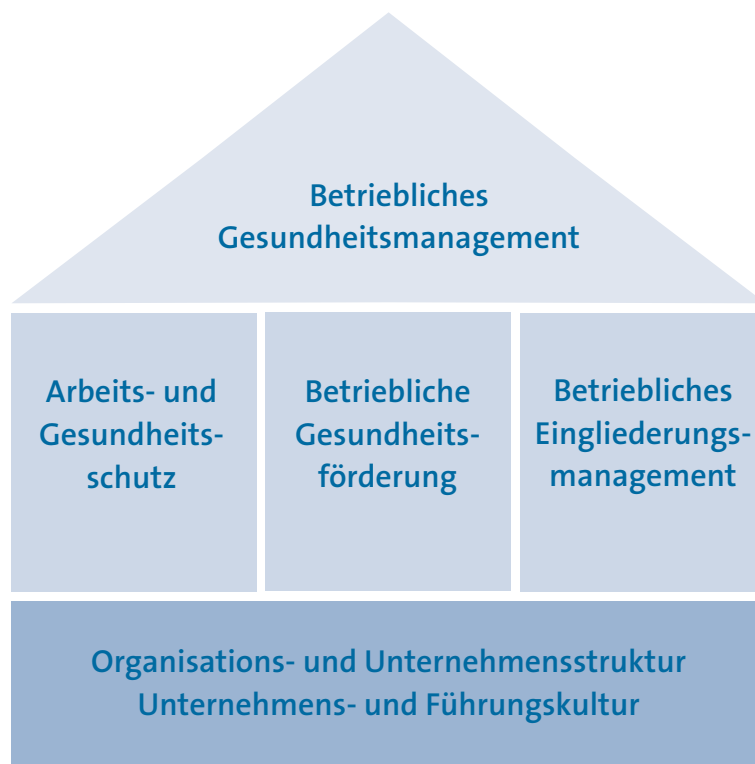 Betriebliches
Gesundheitsmanagement
Arbeits- und
Gesundheits-
schutz
Betriebliche
Gesundheits-
förderung
Betriebliches
Eingliederungs-
management
Organisations- und Unternehmensstruktur
Unternehmens- und Führungskultur